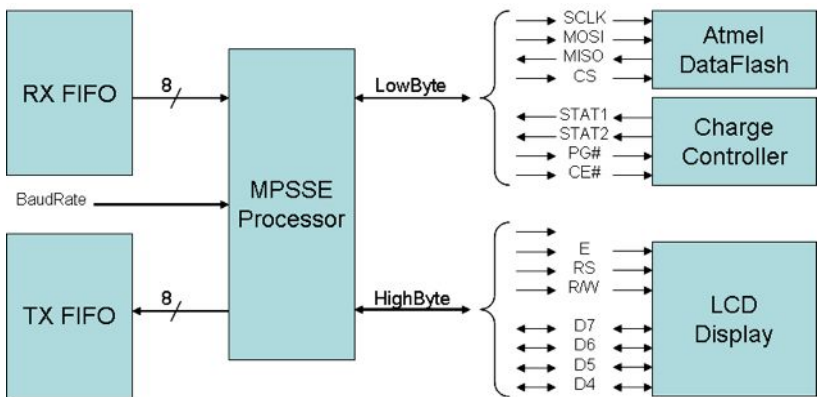 RX FIFO
8
BaudRate
TX FIFO
8
MPSSE
Processor
LowByte
HighByte
SCLK
MOSI
MISO
CS
STAT1
STAT2
PG#
CE#
E
RS
R/W
D7
D6
D5
D4
Atmel
DataFlash
Charge
Controller
LCD
Display